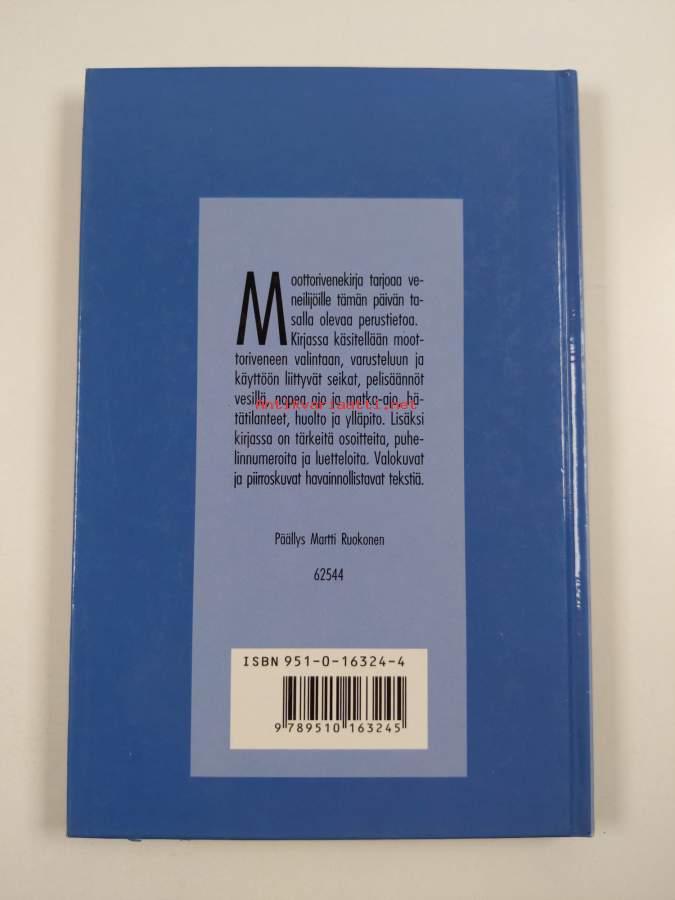 Moottorivenekirja tarjoaa ve-
neilijöille tämän päivän ta-
salla olevaa perustietoa.
Kirjassa käsitellään moot-
toriveneen valintaan, varusteluun ja
käyttöön liittyvät seikat, pelisäännöt
vesillä, nopea ajo ja matka-ajo, hä-
Antikvariaatti.net
tätilanteet, huolto ja ylläpito. Lisäksi
kirjassa on tärkeitä osoitteita, puhe-
linnumeroita ja luetteloita. Valokuvat
ja piirroskuvat havainnollistavat tekstiä.
Päällys Martti Ruokonen
62544
ISBN 951-0-16324-4
9 789510 163245